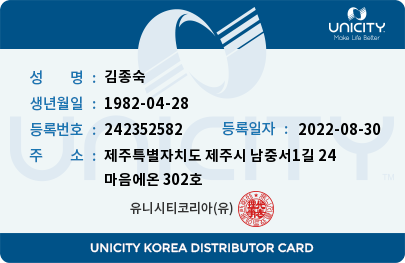 UNICITY
Make Life Better
성 명 : 김종숙
생년월일 : 1982-04-28
등록번호 : 242352582 등록일자 : 2022-08-30
주 소 : 제주특별자치도 제주시 남중서1길 24
마음에온 302호
유니시티코리아(유)
UNICITY
UNICITY KOREA DISTRIBUTOR CARD